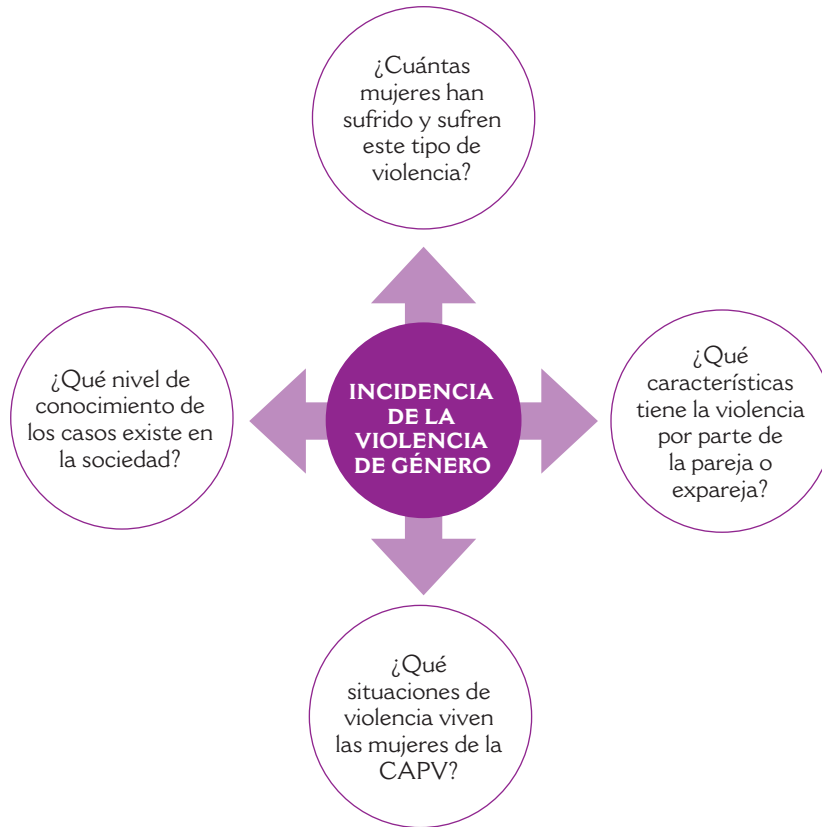 ¿Cuántas
mujeres han
sufrido y sufren
este tipo de
violencia?
¿Qué nivel de
conocimiento de
los casos existe en
la sociedad?
INCIDENCIA
DE LA
VIOLENCIA
DE GÉNERO
¿Qué
características
tiene la violencia
por parte de
la pareja o
expareja?
¿Qué
situaciones de
violencia viven
las mujeres de la
CAPV?